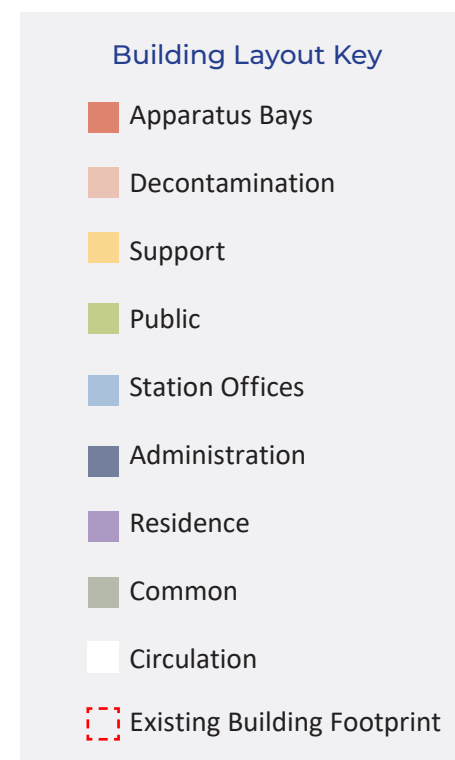 Building Layout Key
Apparatus Bays
Decontamination
Support
Public
Station Offices
Administration
Residence
Common
Circulation
Existing Building Footprint